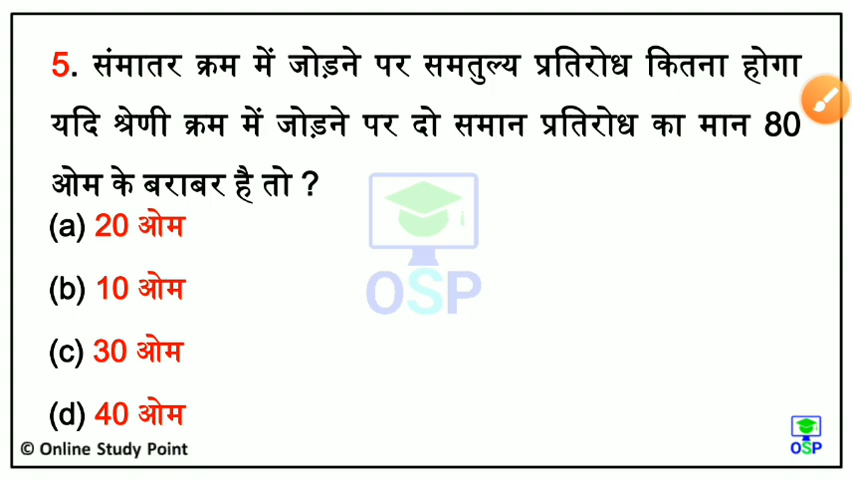 5. संमातर क्रम में जोड़ने पर समतुल्य प्रतिरोध कितना होगा
यदि श्रेणी क्रम में जोड़ने पर दो समान प्रतिरोध का मान 80
ओम के बराबर है तो ?
(a) 20 ओम
(b) 10 ओम
(c) 30 ओम
(d) 40 ओम
OSP
OSP
© Online Study Point